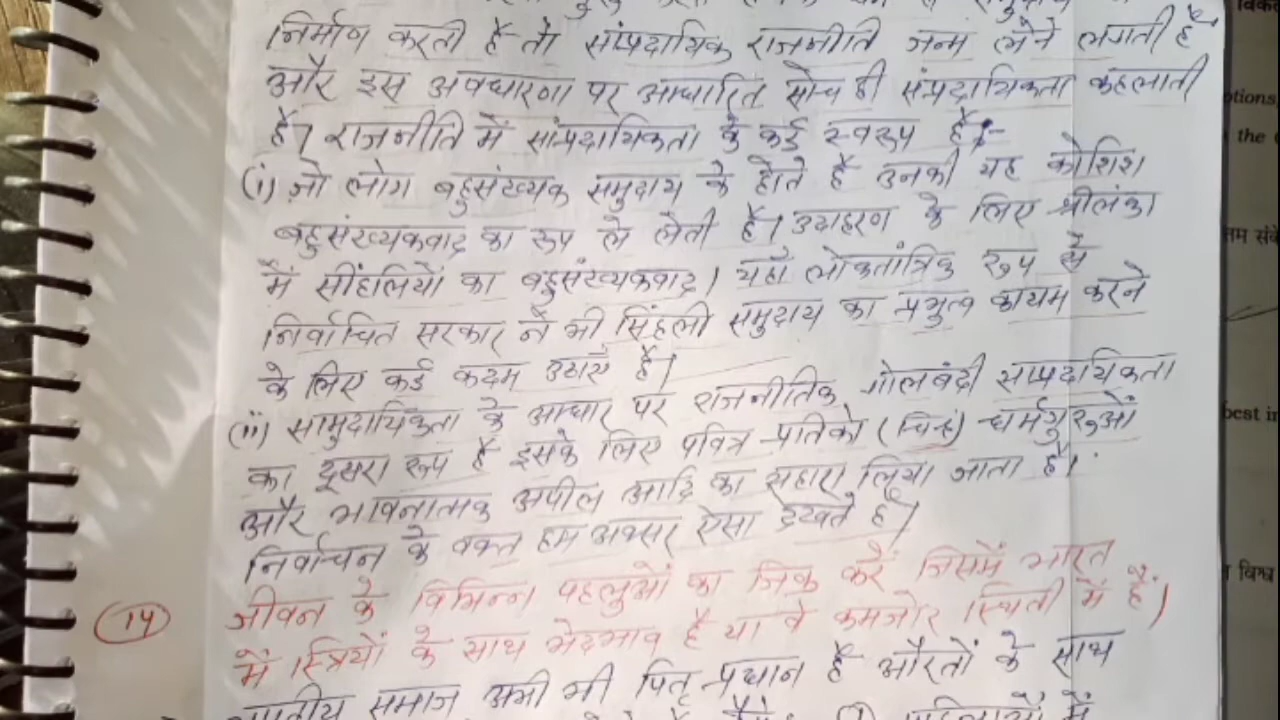 निर्माण करती है तो सांप्रदायिक राजनीति जन्म लेने लगती है
और इस अवधारणा पर आधारित सोच ही संप्रदायिकता कहलाती
है। राजनीति में सांप्रदायिकता के कई स्वरूप है:-
(i) जो लोग बहुसंख्यक समुदाय के होते है उनकी यह कोशिश
बहुसंख्यकवाद का रूप ले लेती है। उदाहरण के लिए श्रीलंका
में सींहलियों का बहुसंख्यकवाद। यहाँ लोकतांत्रिक रूप से
निर्वाचित सरकार ने भी सिंहली समुदाय का प्रभुत्व कायम करने
के लिए कई कदम उठाएँ है।
(ii) सामुदायिकता के आधार पर राजनीतिक गोलबंदी साप्रदायिकता
का दूसरा रूप है इसके लिए पवित्र प्रतिको (चिन्ह) धर्मगुरूओं
और भावनात्मक अपील आदि का सहारा लिया जाता है।
निर्वाचन के वक्त हम अक्सर ऐसा देखते है।
14 जीवन के विभिन्न पहलुओं का जिक्र करें जिसमें भारत
में स्त्रियों के साथ भेदभाव है या वे कमजोर स्थिती में हैं।
समाज अभी भी पितृ-प्रधान है औरतों के साथ
otions
the
best in